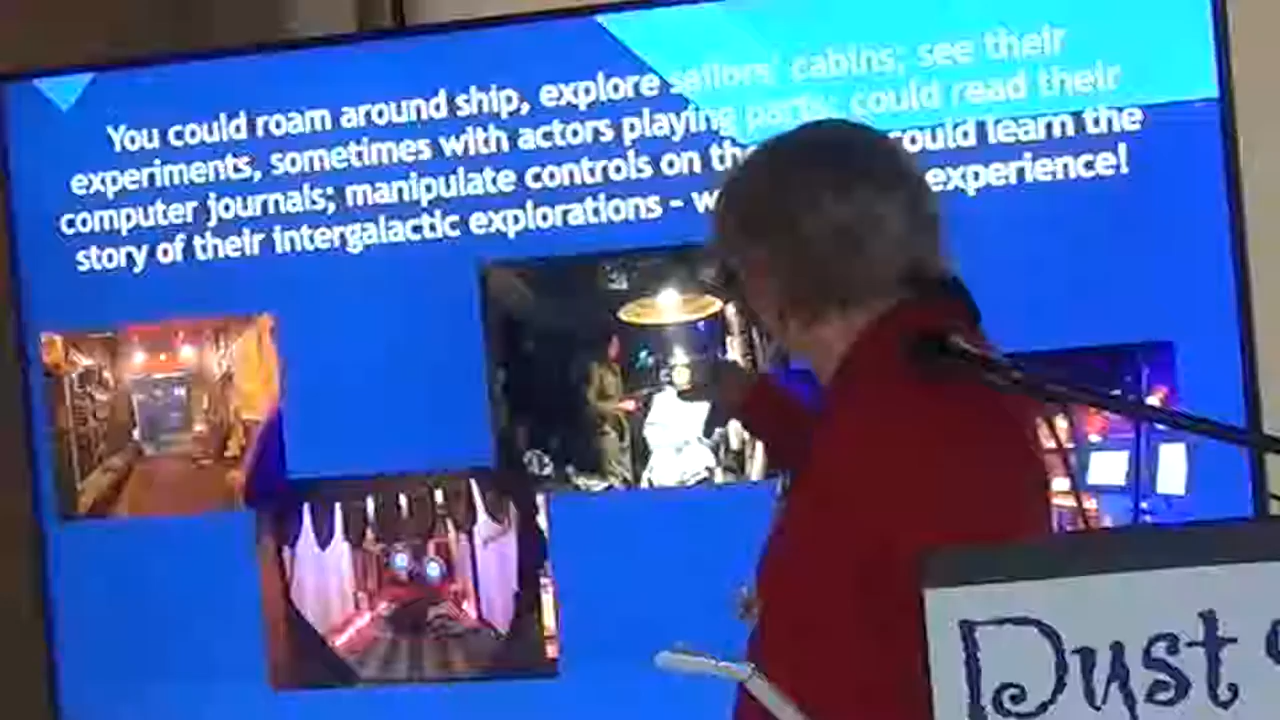 You could roam around ship, explore sailors' cabins; see their
experiments, sometimes with actors playing could read their
computer journals; manipulate controls on the could learn the
story of their intergalactic explorations - experience!
Dust